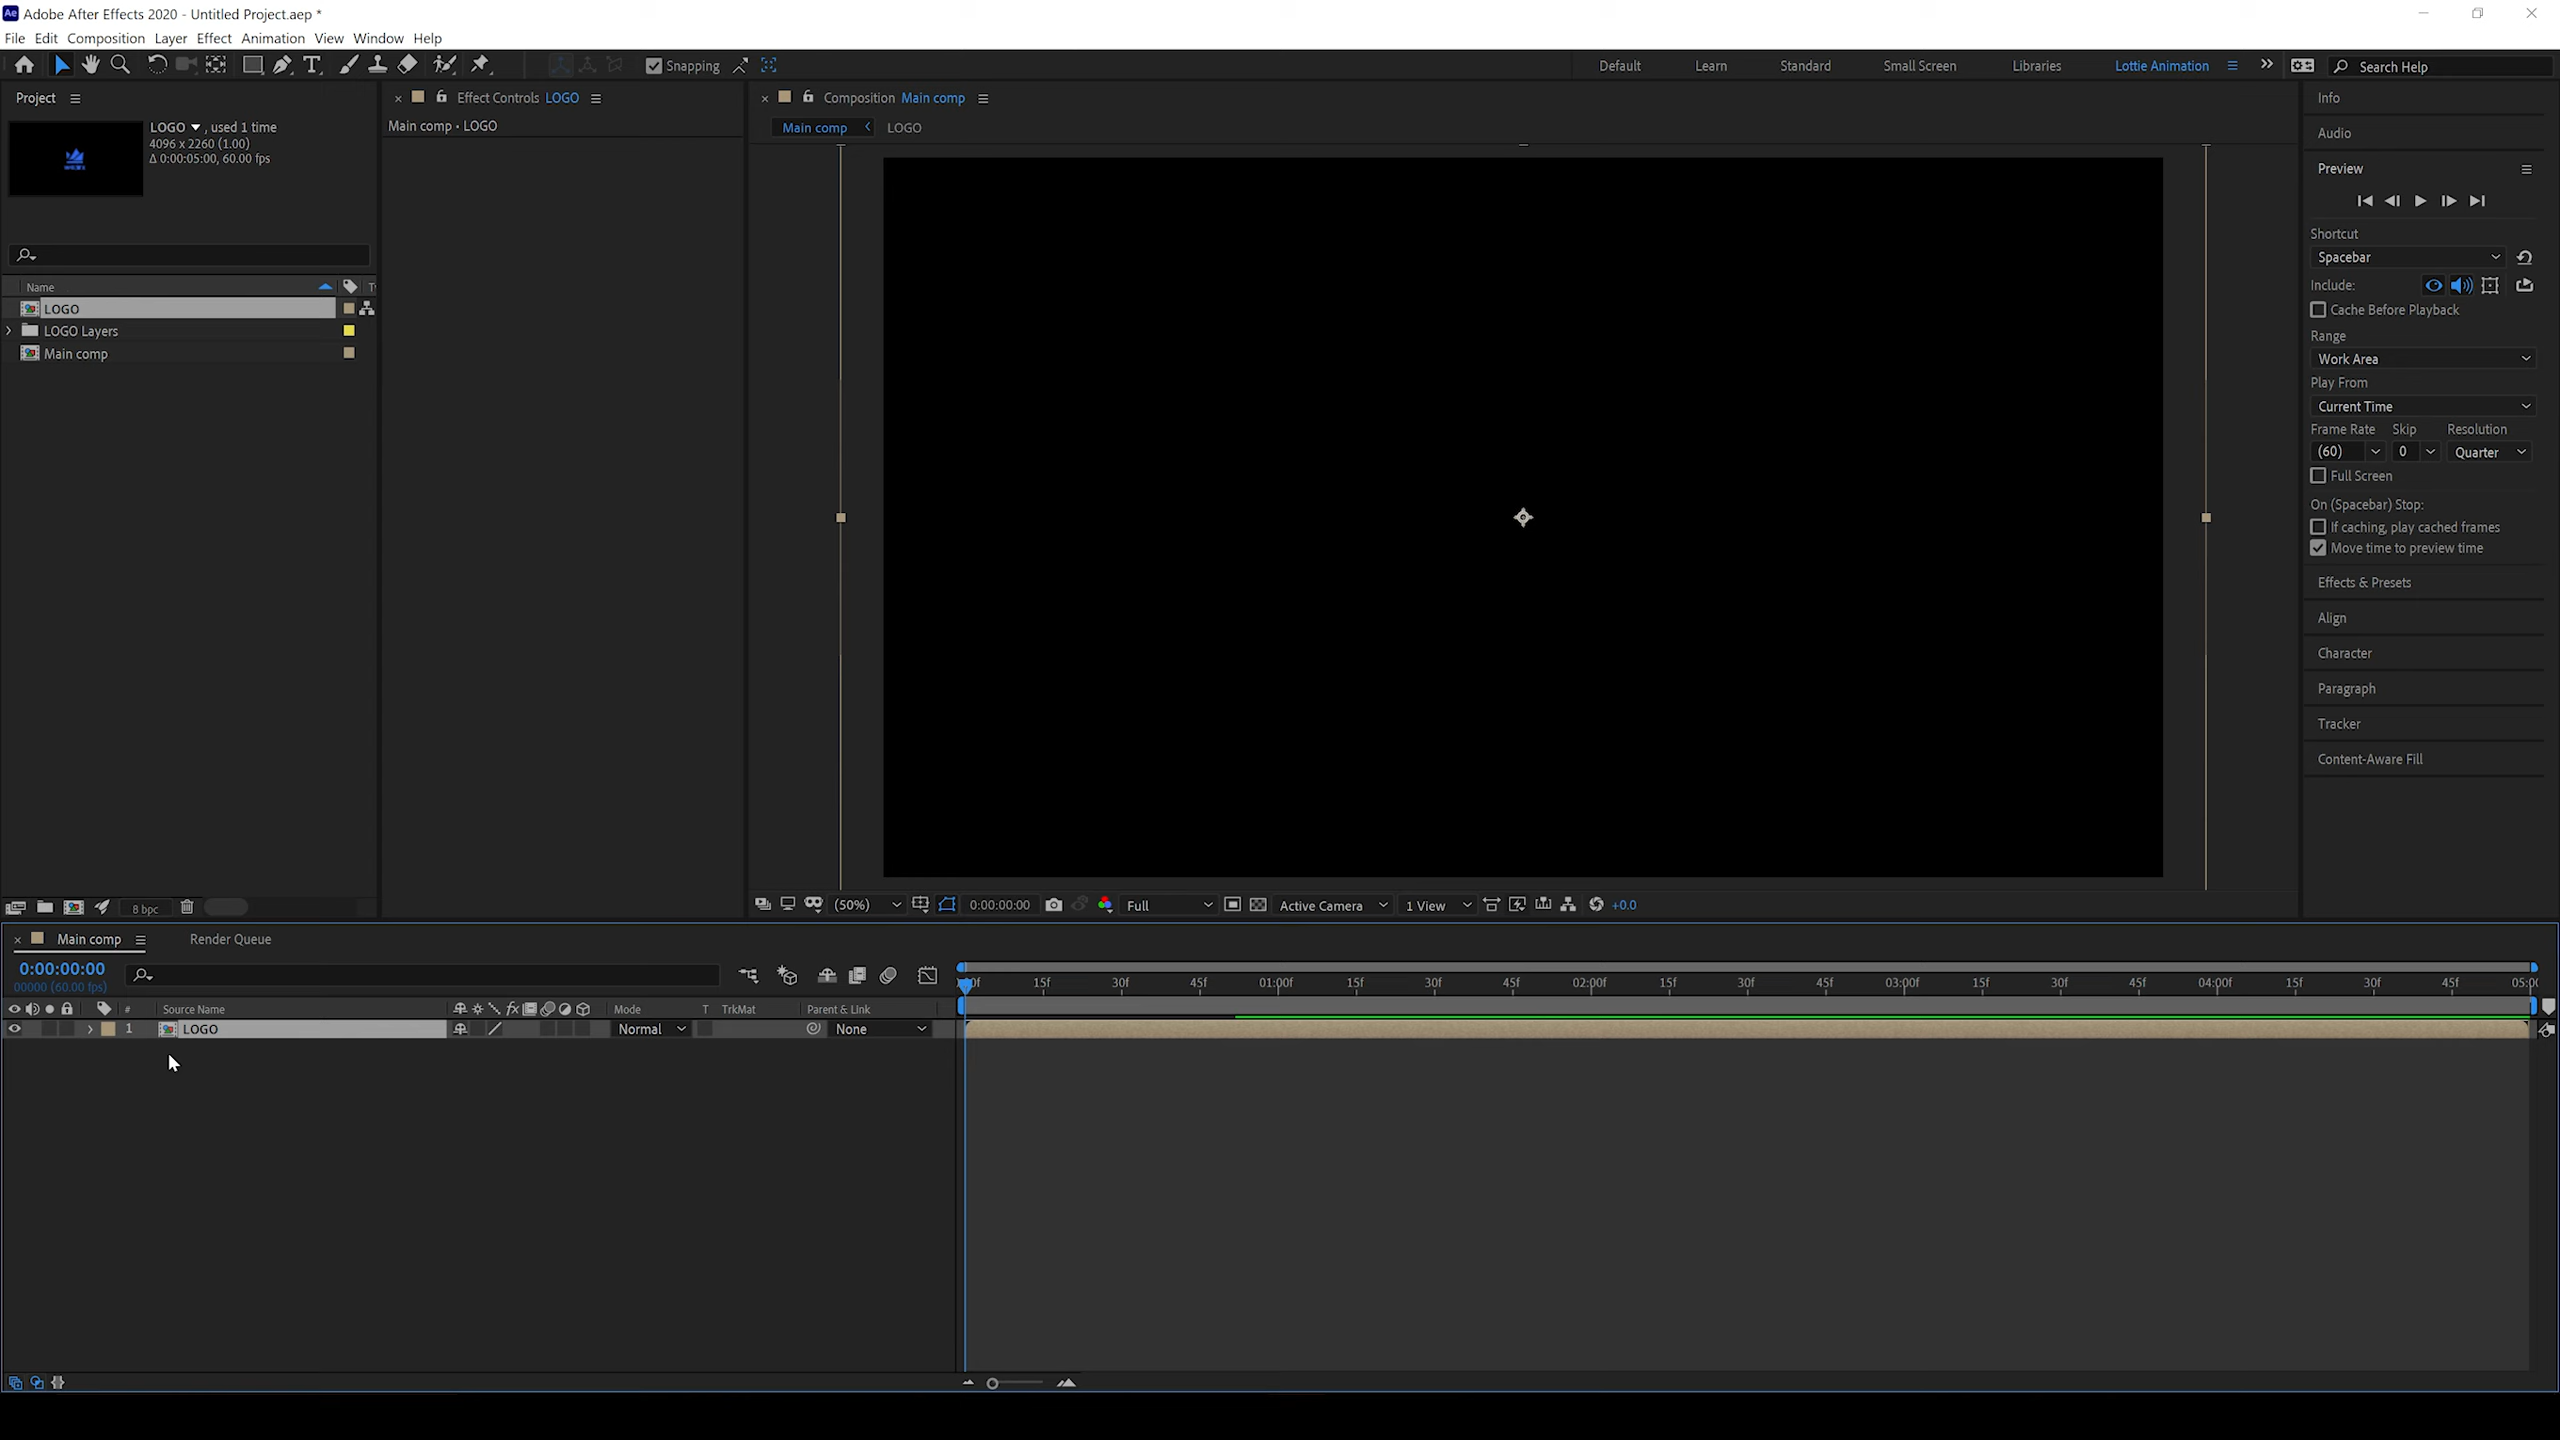 Ae Adobe After Effects 2020 - Untitled Project.aep *
File Edit Composition Layer Effect Animation View Window Help
Snapping
Default Learn Standard Small Screen Libraries Lottie Animation Search Help
Project
LOGO , used 1 time
4096 x 2260 (1.00)
Δ 0:00:05:00, 60.00 fps
Name
LOGO
LOGO Layers
Main comp
8 bpc
Effect Controls LOGO
Main comp • LOGO
Composition Main comp
Main comp LOGO
(50%) 0:00:00:00 Full Active Camera 1 View +0.0
Info
Audio
Preview
Shortcut
Spacebar
Include:
Cache Before Playback
Range
Work Area
Play From
Current Time
Frame Rate Skip Resolution
(60) 0 Quarter
Full Screen
On (Spacebar) Stop:
If caching, play cached frames
Move time to preview time
Effects & Presets
Align
Character
Paragraph
Tracker
Content-Aware Fill
Main comp Render Queue
0:00:00:00
00000 (60.00 fps)
15f 30f 45f 01:00f 15f 30f 45f 02:00f 15f 30f 45f 03:00f 15f 30f 45f 04:00f 15f 30f 45f
# Source Name fx Mode T TrkMat Parent & Link
1 LOGO Normal None